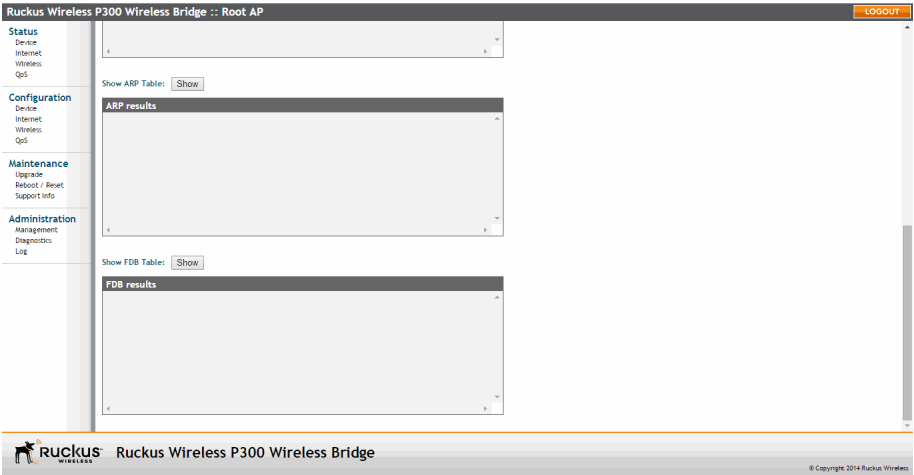 Ruckus Wireless P300 Wireless Bridge :: Root AP
LOGOUT
Status
Device
Internet
Wireless
QoS
Configuration
Device
Internet
Wireless
QoS
Maintenance
Upgrade
Reboot / Reset
Support Info
Administration
Management
Diagnostics
Log
Show ARP Table: Show
ARP results
Show FDB Table: Show
FDB results
RUCKUS
WIRELESS
Ruckus Wireless P300 Wireless Bridge
© Copyright 2014 Ruckus Wireless